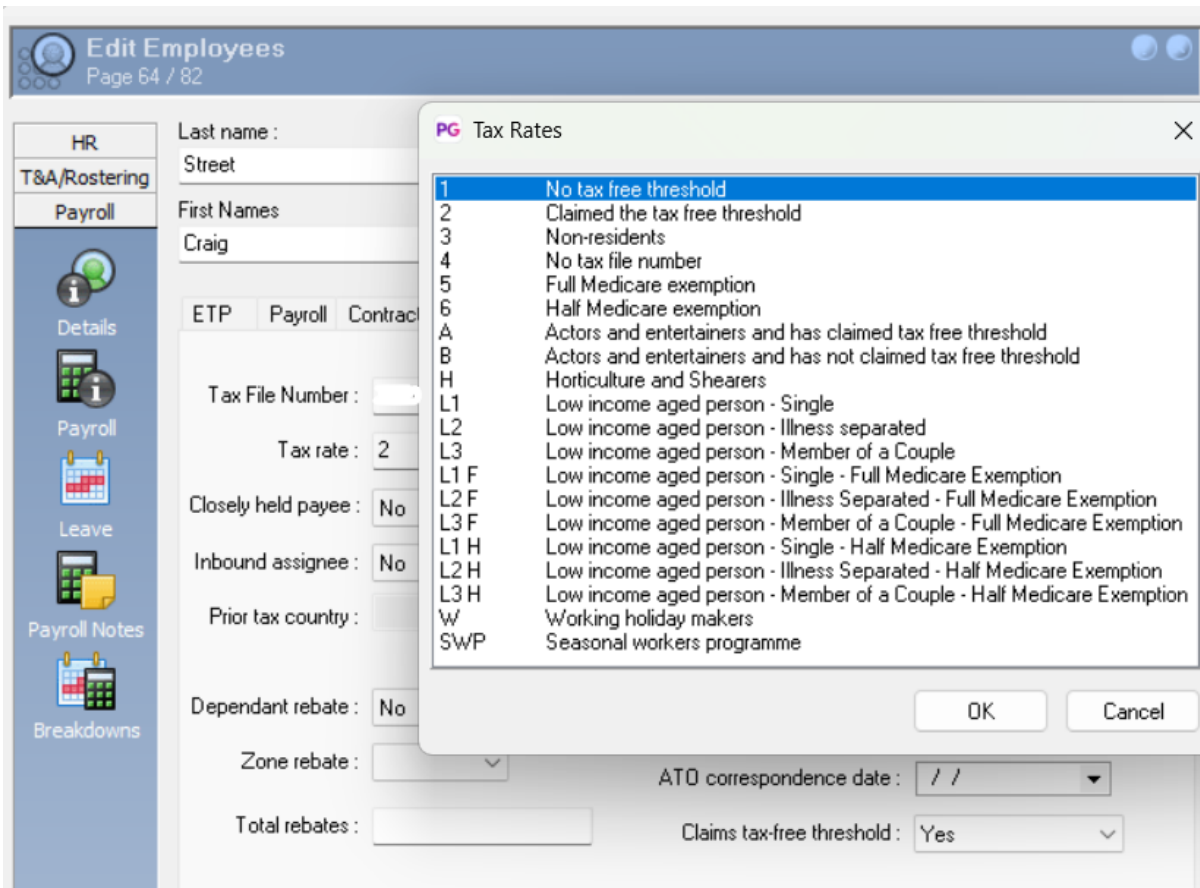 Edit Employees
Page 64 / 82
HR
T&A/Rostering
Payroll
Details
Payroll
Leave
Payroll Notes
Breakdowns
Last name :
Street
First Names
Craig
ETP Payroll
Tax File Number :
Tax rate : 2
Closely held payee : No
Inbound assignee : No
Prior tax country :
Dependant rebate : No
Zone rebate :
Total rebates :
ATO correspondence date : / /
Claims tax-free threshold : Yes
PG Tax Rates
1 No tax free threshold
2 Claimed the tax free threshold
3 Non-residents
4 No tax file number
5 Full Medicare exemption
6 Half Medicare exemption
A Actors and entertainers and has claimed tax free threshold
B Actors and entertainers and has not claimed tax free threshold
H Horticulture and Shearers
L1 Low income aged person - Single
L2 Low income aged person - Illness separated
L3 Low income aged person - Member of a Couple
L1 F Low income aged person - Single - Full Medicare Exemption
L2 F Low income aged person - Illness Separated - Full Medicare Exemption
L3 F Low income aged person - Member of a Couple - Full Medicare Exemption
L1 H Low income aged person - Single - Half Medicare Exemption
L2 H Low income aged person - Illness Separated - Half Medicare Exemption
L3 H Low income aged person - Member of a Couple - Half Medicare Exemption
W Working holiday makers
SWP Seasonal workers programme
OK Cancel